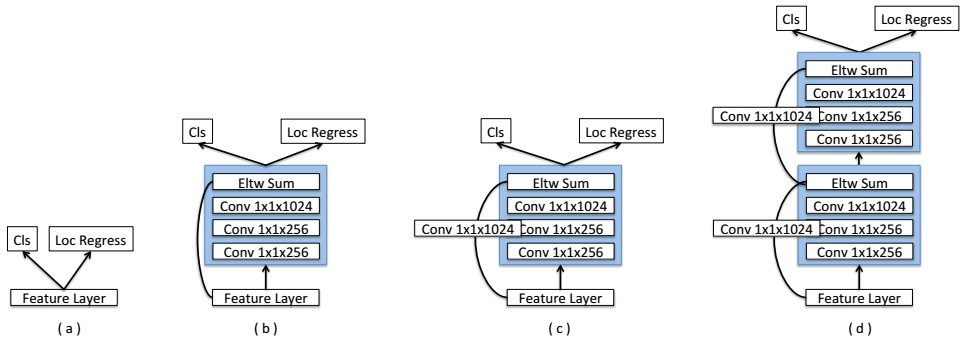 Cls
Loc Regress
Feature Layer
( a )
Cls
Loc Regress
Eltw Sum
Conv 1x1x1024
Conv 1x1x256
Conv 1x1x256
Feature Layer
( b )
Cls
Loc Regress
Eltw Sum
Conv 1x1x1024
Conv 1x1x1024
Conv 1x1x256
Conv 1x1x256
Feature Layer
( c )
Cls
Loc Regress
Eltw Sum
Conv 1x1x1024
Conv 1x1x1024
Conv 1x1x256
Conv 1x1x256
Eltw Sum
Conv 1x1x1024
Conv 1x1x1024
Conv 1x1x256
Conv 1x1x256
Feature Layer
( d )